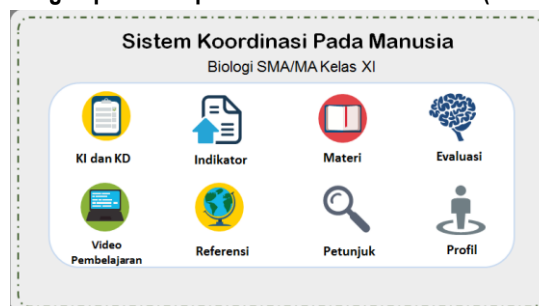 Sistem Koordinasi Pada Manusia
Biologi SMA/MA Kelas XI
KI dan KD
Indikator
Materi
Evaluasi
Video
Pembelajaran
Referensi
Petunjuk
Profil